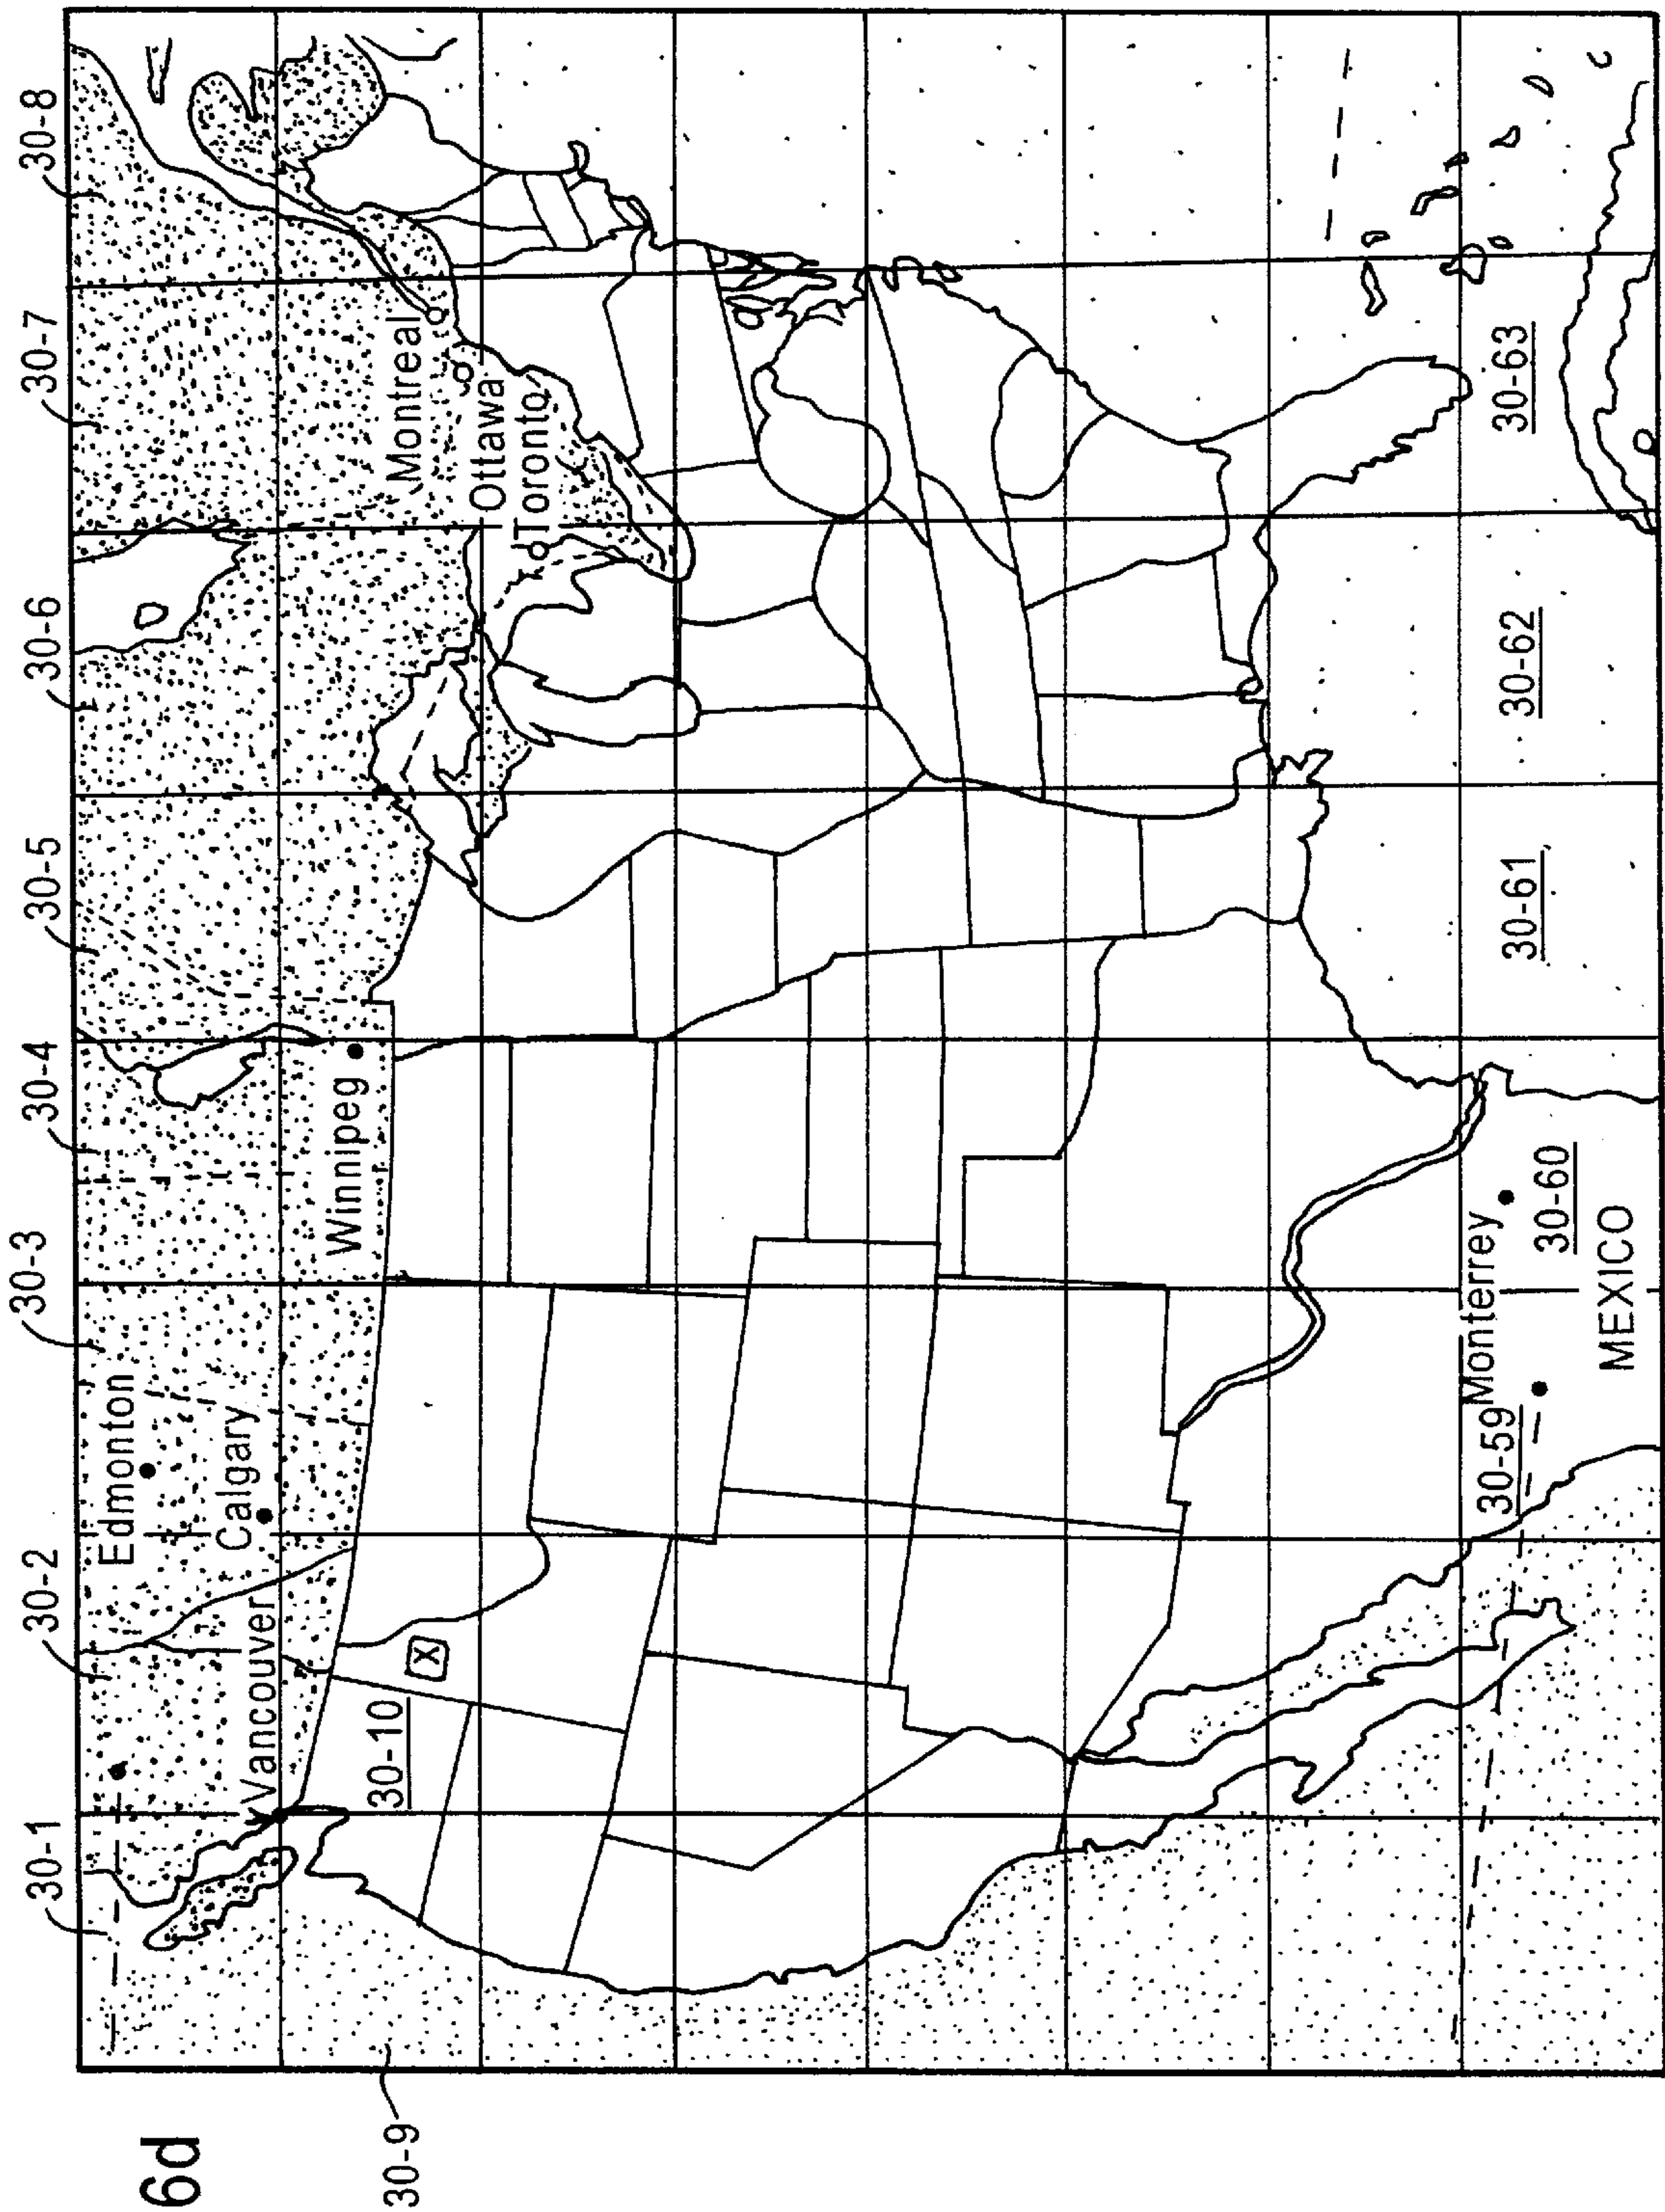 6d
30-1
30-2
30-3
30-4
30-5
30-6
30-7
30-8
30-9
30-10
Edmonton
Calgary
Vancouver
Winpipeg
Montreal
Ottawa
Toronto
X
30-59
Monterrey
30-60
MEXICO
30-61
30-62
30-63